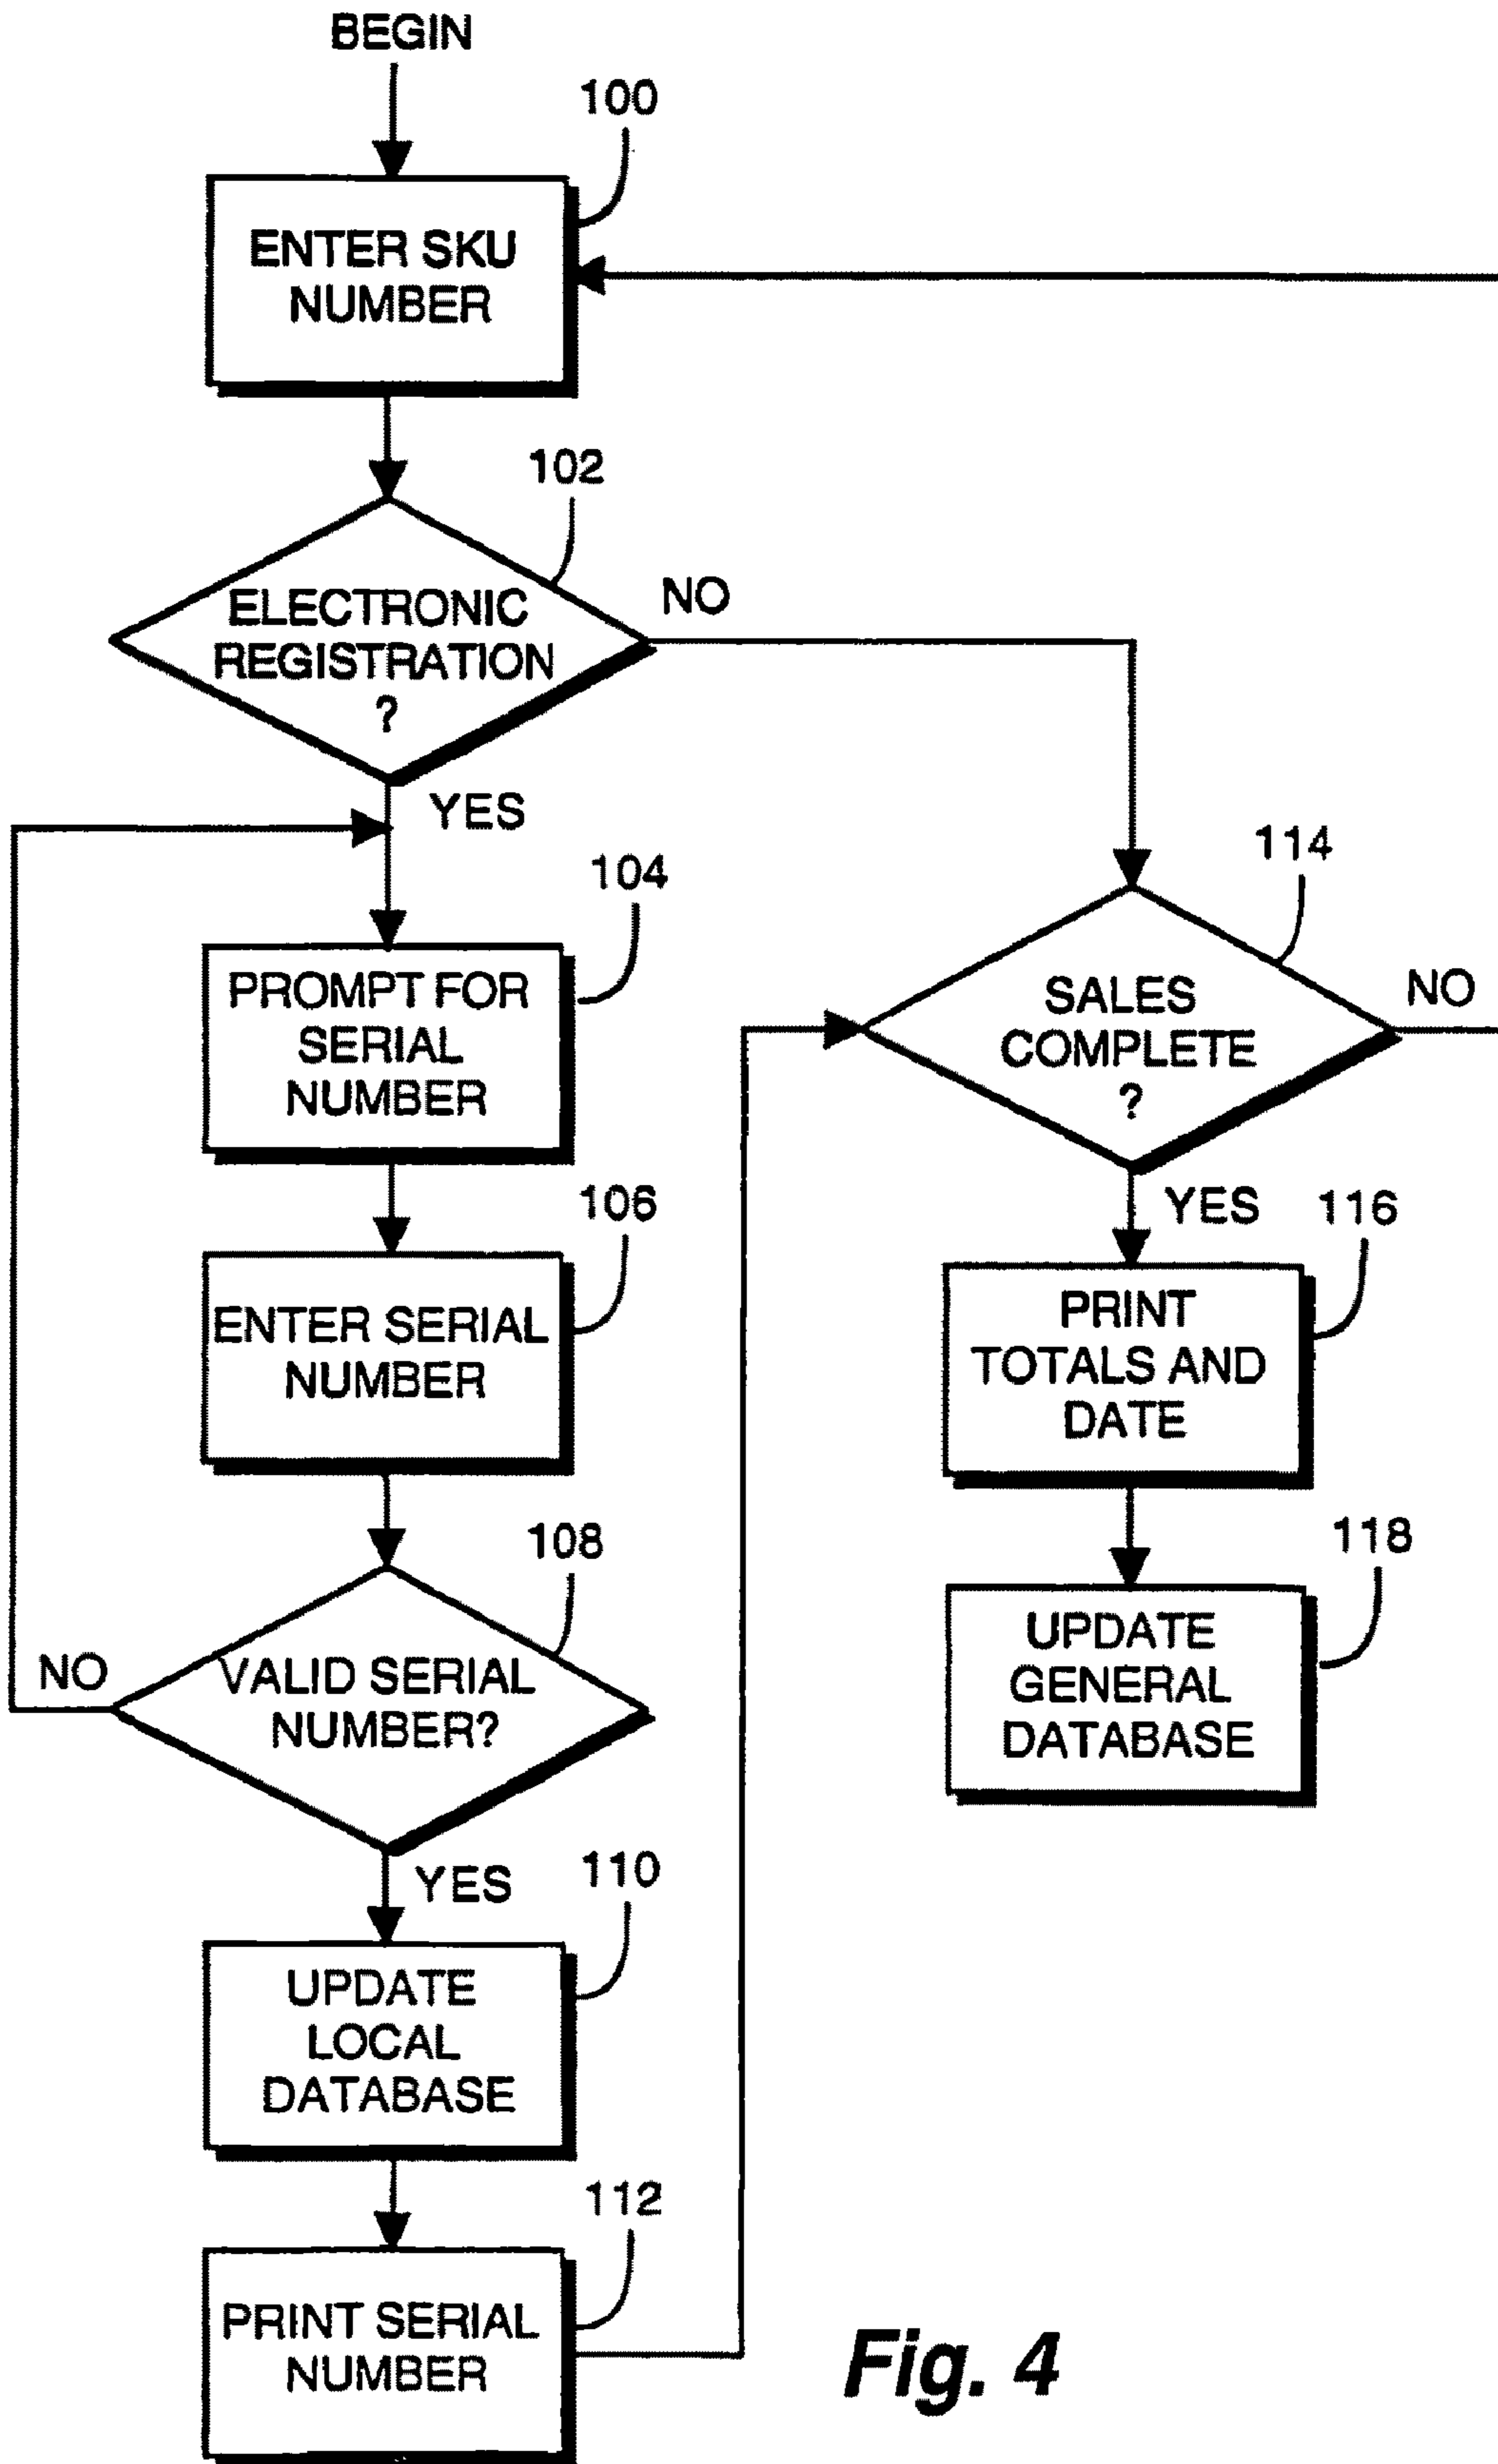 BEGIN
100
ENTER SKU
NUMBER
102
ELECTRONIC
REGISTRATION
?
NO
YES
104
PROMPT FOR
SERIAL
NUMBER
106
ENTER SERIAL
NUMBER
108
VALID SERIAL
NUMBER?
NO
YES
110
UPDATE
LOCAL
DATABASE
112
PRINT SERIAL
NUMBER
114
SALES
COMPLETE
?
NO
YES
116
PRINT
TOTALS AND
DATE
118
UPDATE
GENERAL
DATABASE
Fig. 4